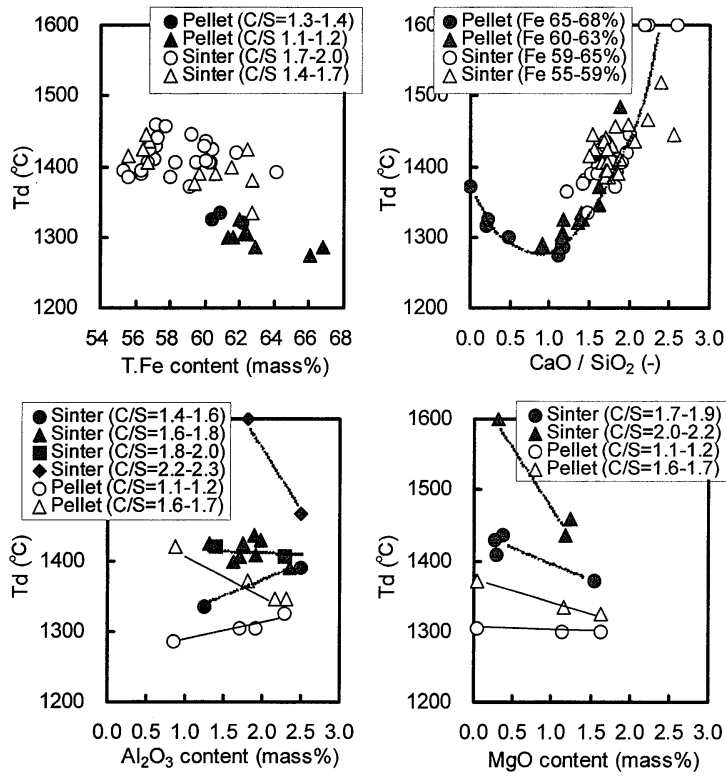 Pellet (C/S=1.3-1.4)
Pellet (C/S 1.1-1.2)
Sinter (C/S 1.7-2.0)
Sinter (C/S 1.4-1.7)
1600
1500
1400
1300
1200
Td (℃)
54 56 58 60 62 64 66 68
T.Fe content (mass%)
Pellet (Fe 65-68%)
Pellet (Fe 60-63%)
Sinter (Fe 59-65%)
Sinter (Fe 55-59%)
1600
1500
1400
1300
1200
Td (℃)
0.0 0.5 1.0 1.5 2.0 2.5 3.0
CaO / SiO₂ (-)
Sinter (C/S=1.4-1.6)
Sinter (C/S=1.6-1.8)
Sinter (C/S=1.8-2.0)
Sinter (C/S=2.2-2.3)
Pellet (C/S=1.1-1.2)
Pellet (C/S=1.6-1.7)
1400
1300
1200
Td (℃)
0.0 0.5 1.0 1.5 2.0 2.5 3.0
Al₂O₃ content (mass%)
Sinter (C/S=1.7-1.9)
Sinter (C/S=2.0-2.2)
Pellet (C/S=1.1-1.2)
Pellet (C/S=1.6-1.7)
1600
1500
1400
1300
1200
Td (℃)
0.0 0.5 1.0 1.5 2.0 2.5 3.0
MgO content (mass%)